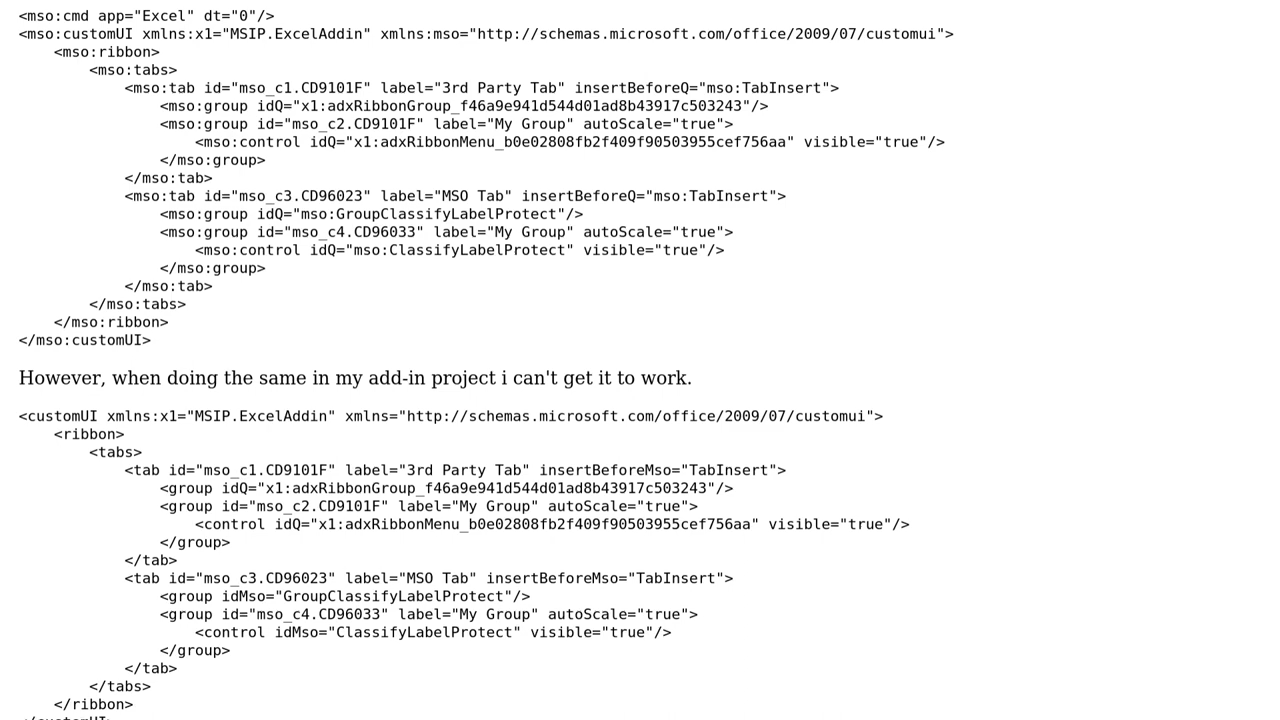 <mso:cmd app="Excel" dt="0"/>
<mso:customUI xmlns:x1="MSIP.ExcelAddin" xmlns:mso="http://schemas.microsoft.com/office/2009/07/customui">
    <mso:ribbon>
        <mso:tabs>
            <mso:tab id="mso_c1.CD9101F" label="3rd Party Tab" insertBeforeQ="mso:TabInsert">
                <mso:group idQ="x1:adxRibbonGroup_f46a9e941d544d01ad8b43917c503243"/>
                <mso:group id="mso_c2.CD9101F" label="My Group" autoScale="true">
                    <mso:control idQ="x1:adxRibbonMenu_b0e02808fb2f409f90503955cef756aa" visible="true"/>
                </mso:group>
            </mso:tab>
            <mso:tab id="mso_c3.CD96023" label="MSO Tab" insertBeforeQ="mso:TabInsert">
                <mso:group idQ="mso:GroupClassifyLabelProtect"/>
                <mso:group id="mso_c4.CD96033" label="My Group" autoScale="true">
                    <mso:control idQ="mso:ClassifyLabelProtect" visible="true"/>
                </mso:group>
            </mso:tab>
        </mso:tabs>
    </mso:ribbon>
</mso:customUI>
However, when doing the same in my add-in project i can't get it to work.
<customUI xmlns:x1="MSIP.ExcelAddin" xmlns="http://schemas.microsoft.com/office/2009/07/customui">
    <ribbon>
        <tabs>
            <tab id="mso_c1.CD9101F" label="3rd Party Tab" insertBeforeMso="TabInsert">
                <group idQ="x1:adxRibbonGroup_f46a9e941d544d01ad8b43917c503243"/>
                <group id="mso_c2.CD9101F" label="My Group" autoScale="true">
                    <control idQ="x1:adxRibbonMenu_b0e02808fb2f409f90503955cef756aa" visible="true"/>
                </group>
            </tab>
            <tab id="mso_c3.CD96023" label="MSO Tab" insertBeforeMso="TabInsert">
                <group idMso="GroupClassifyLabelProtect"/>
                <group id="mso_c4.CD96033" label="My Group" autoScale="true">
                    <control idMso="ClassifyLabelProtect" visible="true"/>
                </group>
            </tab>
        </tabs>
    </ribbon>